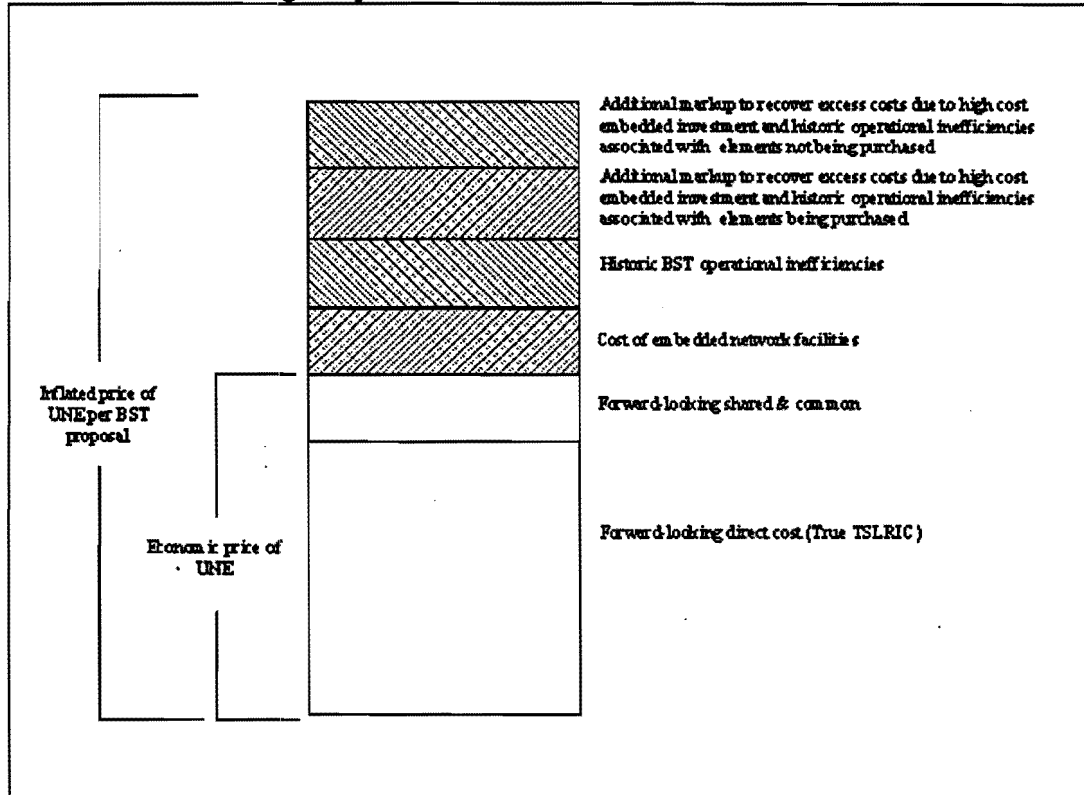 Additional markup to recover excess costs due to high cost
embedded investment and historic operational inefficiencies
associated with elements not being purchased
Additional markup to recover excess costs due to high cost
embedded investment and historic operational inefficiencies
associated with elements being purchased
Historic BST operational inefficiencies
Cost of embedded network facilities
Forward-looking shared & common
Inflated price of
UNE per BST
proposal
Forward-looking direct cost (True TSLRIC)
Economic price of
UNE